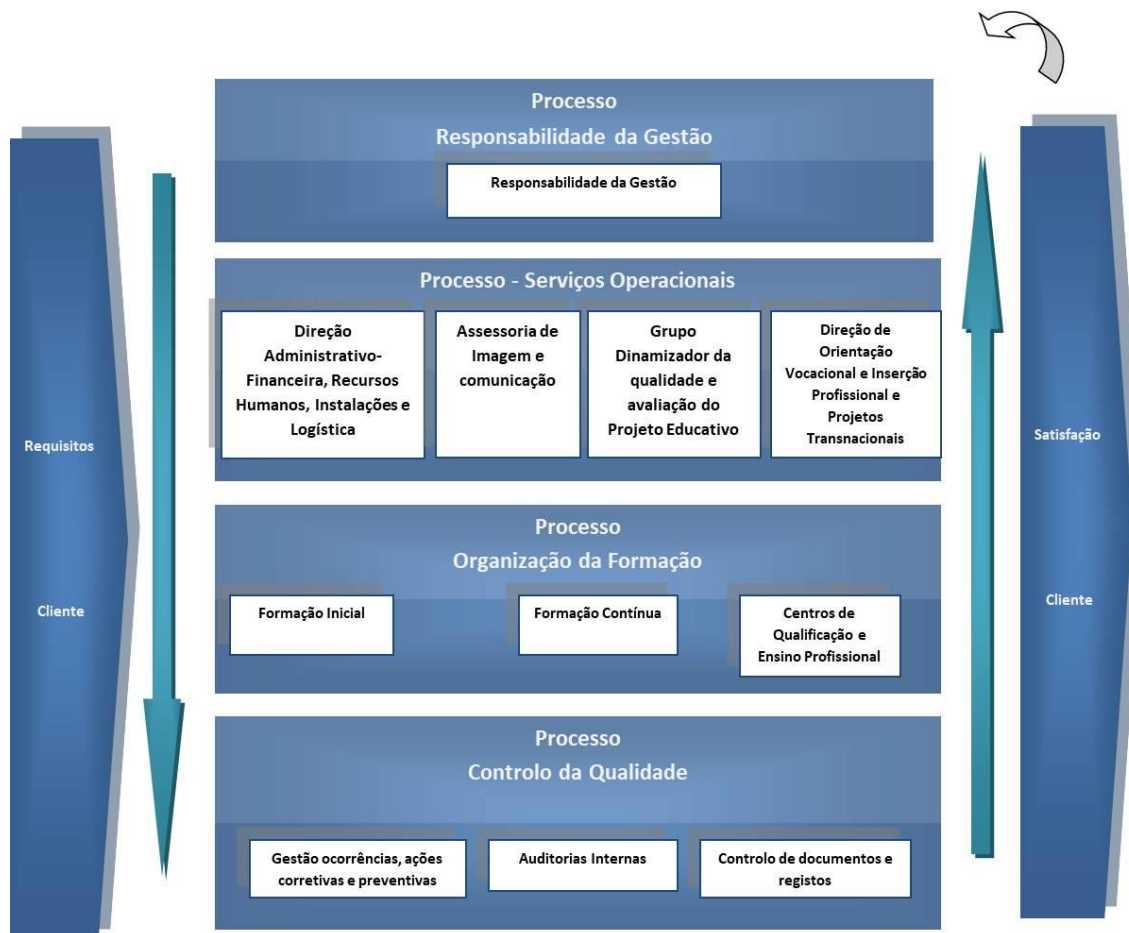 Processo
Responsabilidade da Gestão
Responsabilidade da Gestão
Processo - Serviços Operacionais
Direção
Administrativo-
Financeira, Recursos
Humanos, Instalações e
Logística
Assessoria de
Imagem e
comunicação
Grupo
Dinamizador da
qualidade e
avaliação do
Projeto Educativo
Direção de
Orientação
Vocacional e Inserção
Profissional e
Projetos
Transnacionais
Requisitos
Cliente
Satisfação
Cliente
Processo
Organização da Formação
Formação Inicial
Formação Contínua
Centros de
Qualificação e
Ensino Profissional
Processo
Controlo da Qualidade
Gestão ocorrências, ações
corretivas e preventivas
Auditorias Internas
Controlo de documentos e
registos